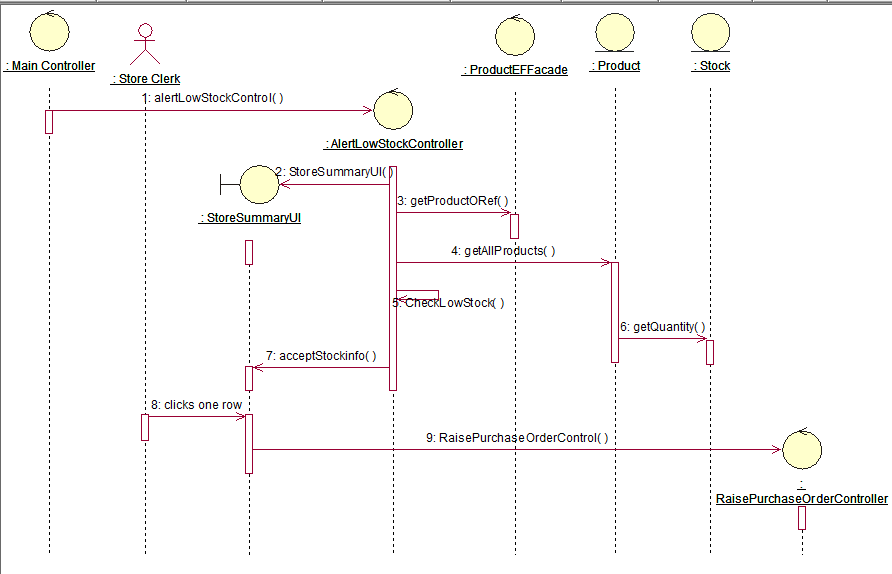 : Main Controller
: Store Clerk
: ProductEFFacade
: Product
: Stock
1: alertLowStockControl( )
: AlertLowStockController
2: StoreSummaryUI( )
: StoreSummaryUI
3: getProductORef( )
4: getAllProducts( )
5: CheckLowStock( )
6: getQuantity( )
7: acceptStockinfo( )
8: clicks one row
9: RaisePurchaseOrderControl( )
:
RaisePurchaseOrderController